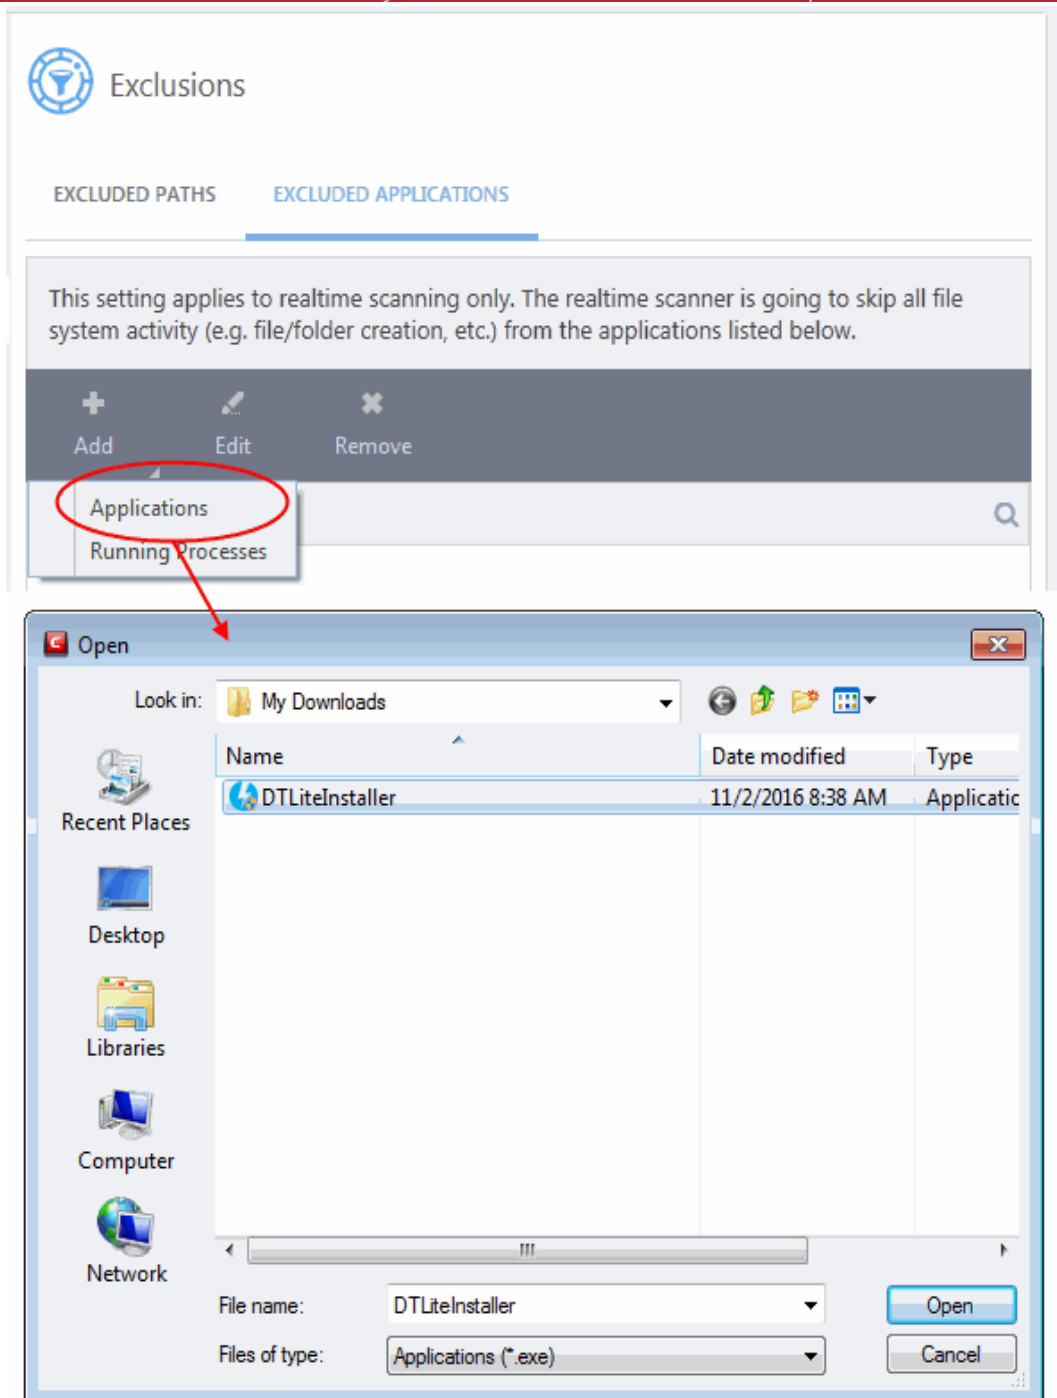 Exclusions
EXCLUDED PATHS EXCLUDED APPLICATIONS
This setting applies to realtime scanning only. The realtime scanner is going to skip all file
system activity (e.g. file/folder creation, etc.) from the applications listed below.
Add Edit Remove
Applications
Running Processes
Open
Look in: My Downloads
Name Date modified Type
DTLiteInstaller 11/2/2016 8:38 AM Applicatic
Recent Places
Desktop
Libraries
Computer
Network
File name: DTLiteInstaller Open
Files of type: Applications (*.exe) Cancel